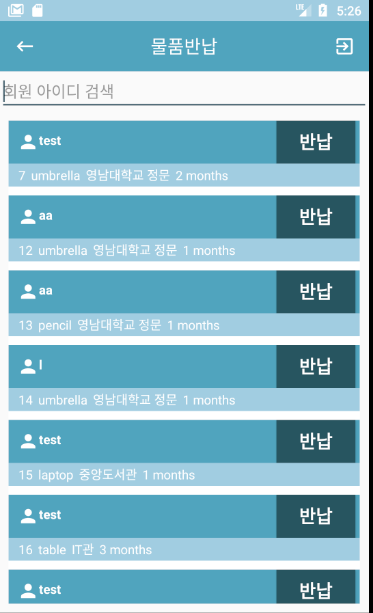 5:26
물품반납
회원 아이디 검색
test 반납
7 umbrella 영남대학교 정문 2 months
aa 반납
12 umbrella 영남대학교 정문 1 months
aa 반납
13 pencil 영남대학교 정문 1 months
l 반납
14 umbrella 영남대학교 정문 1 months
test 반납
15 laptop 중앙도서관 1 months
test 반납
16 table IT관 3 months
test 반납